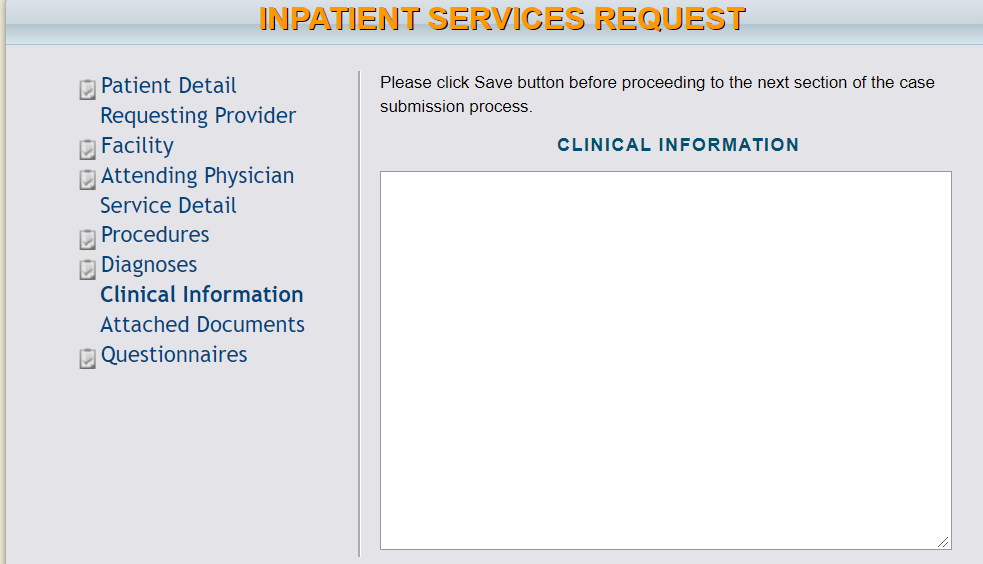 INPATIENT SERVICES REQUEST
Patient Detail
Requesting Provider
Facility
Attending Physician
Service Detail
Procedures
Diagnoses
Clinical Information
Attached Documents
Questionnaires
Please click Save button before proceeding to the next section of the case
submission process.
CLINICAL INFORMATION